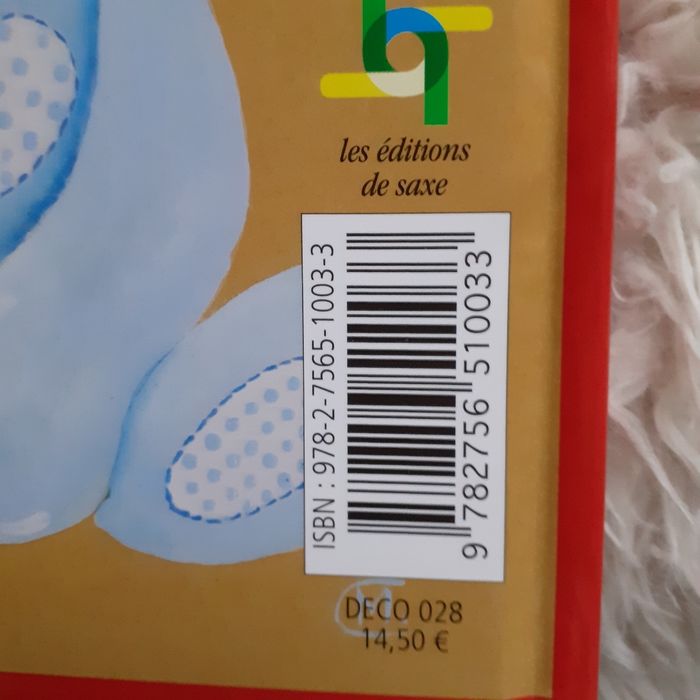 les éditions
de saxe
ISBN : 978-2-7565-1003-3
9 782756 510033
DECO 028
14,50 €